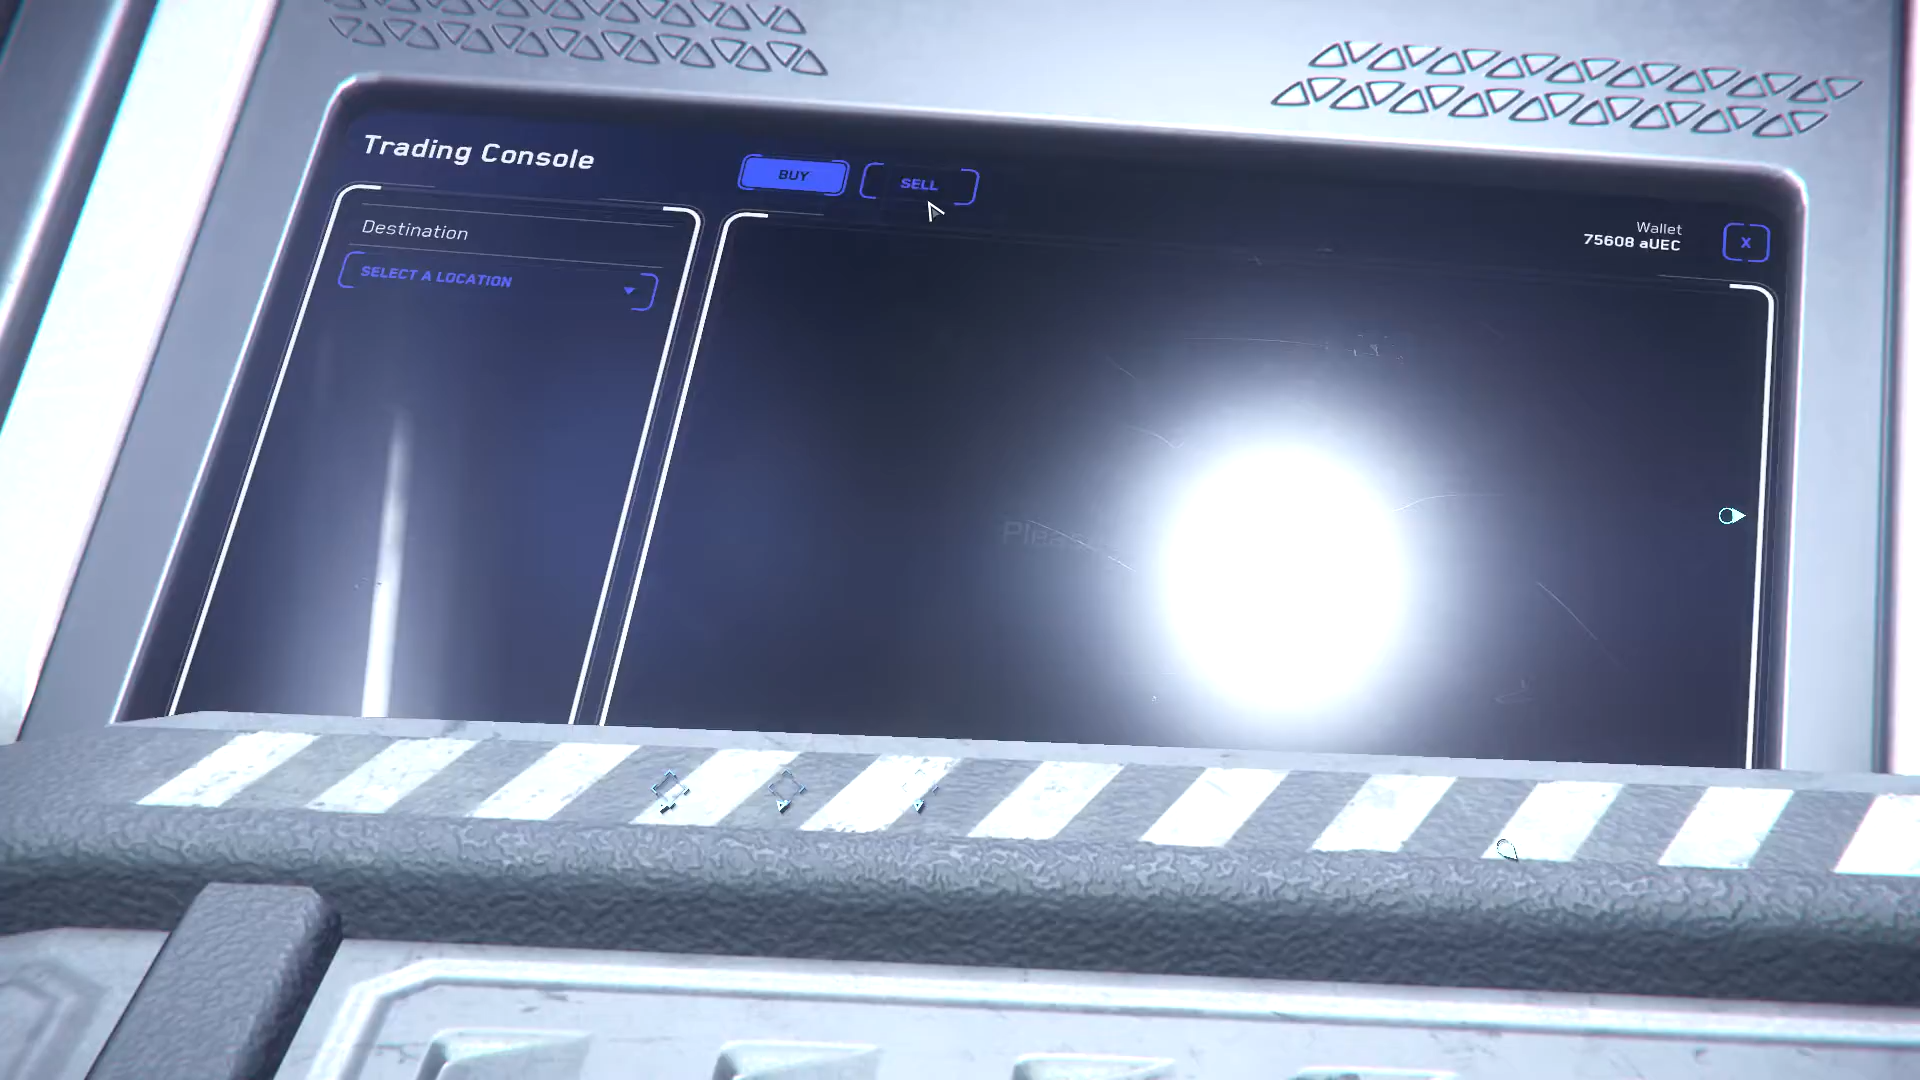 Trading Console
BUY
SELL
Wallet
75608 aUEC
X
Destination
SELECT A LOCATION